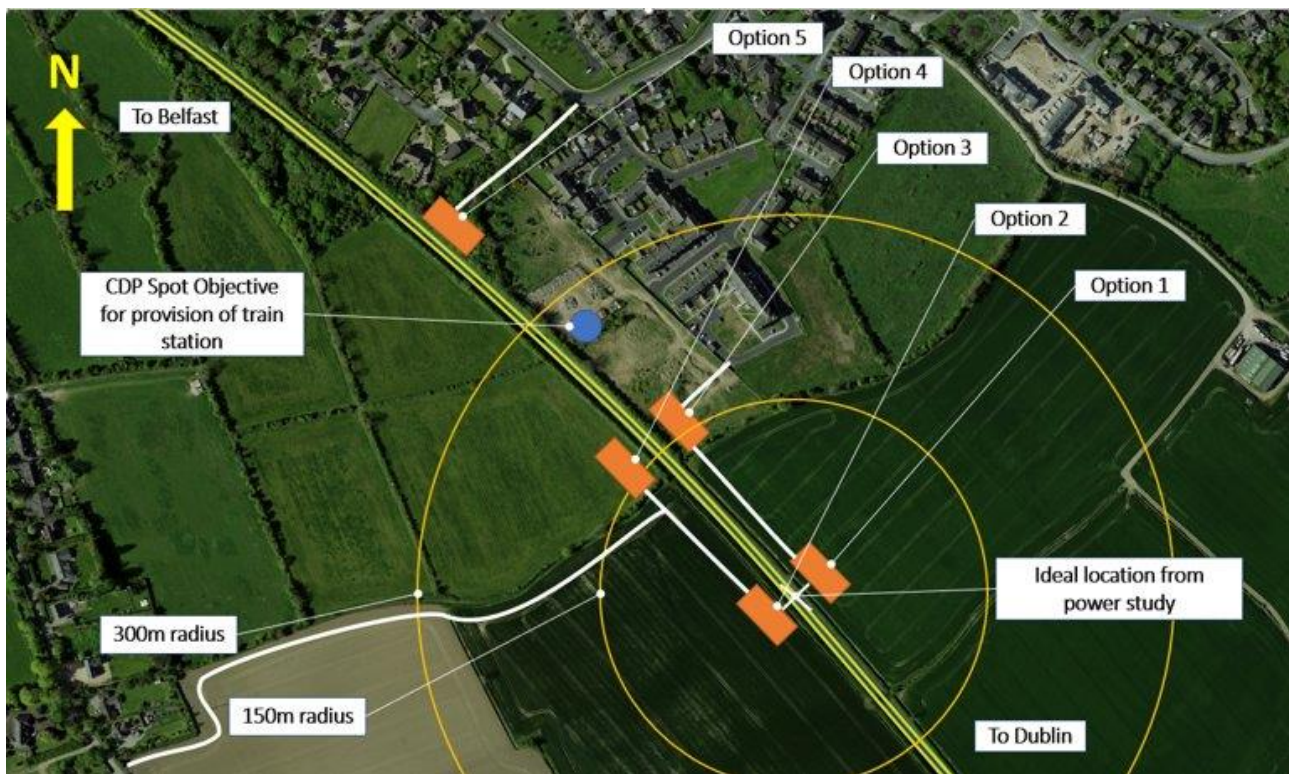 N
To Belfast
Option 5
Option 4
Option 3
Option 2
Option 1
CDP Spot Objective
for provision of train
station
Ideal location from
power study
300m radius
150m radius
To Dublin